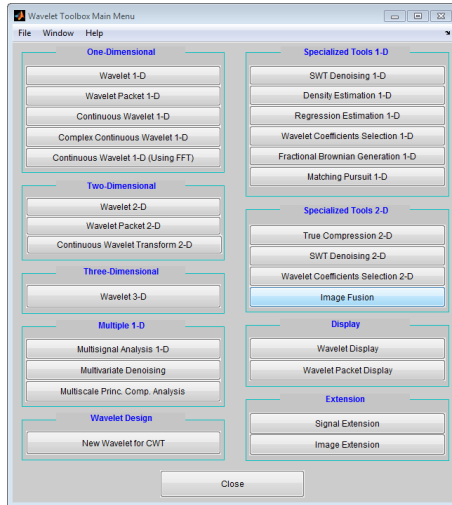 Wavelet Toolbox Main Menu
File Window Help
One-Dimensional
Wavelet 1-D
Wavelet Packet 1-D
Continuous Wavelet 1-D
Complex Continuous Wavelet 1-D
Continuous Wavelet 1-D (Using FFT)
Two-Dimensional
Wavelet 2-D
Wavelet Packet 2-D
Continuous Wavelet Transform 2-D
Three-Dimensional
Wavelet 3-D
Multiple 1-D
Multisignal Analysis 1-D
Multivariate Denoising
Multiscale Princ. Comp. Analysis
Wavelet Design
New Wavelet for CWT
Specialized Tools 1-D
SWT Denoising 1-D
Density Estimation 1-D
Regression Estimation 1-D
Wavelet Coefficients Selection 1-D
Fractional Brownian Generation 1-D
Matching Pursuit 1-D
Specialized Tools 2-D
True Compression 2-D
SWT Denoising 2-D
Wavelet Coefficients Selection 2-D
Image Fusion
Display
Wavelet Display
Wavelet Packet Display
Extension
Signal Extension
Image Extension
Close